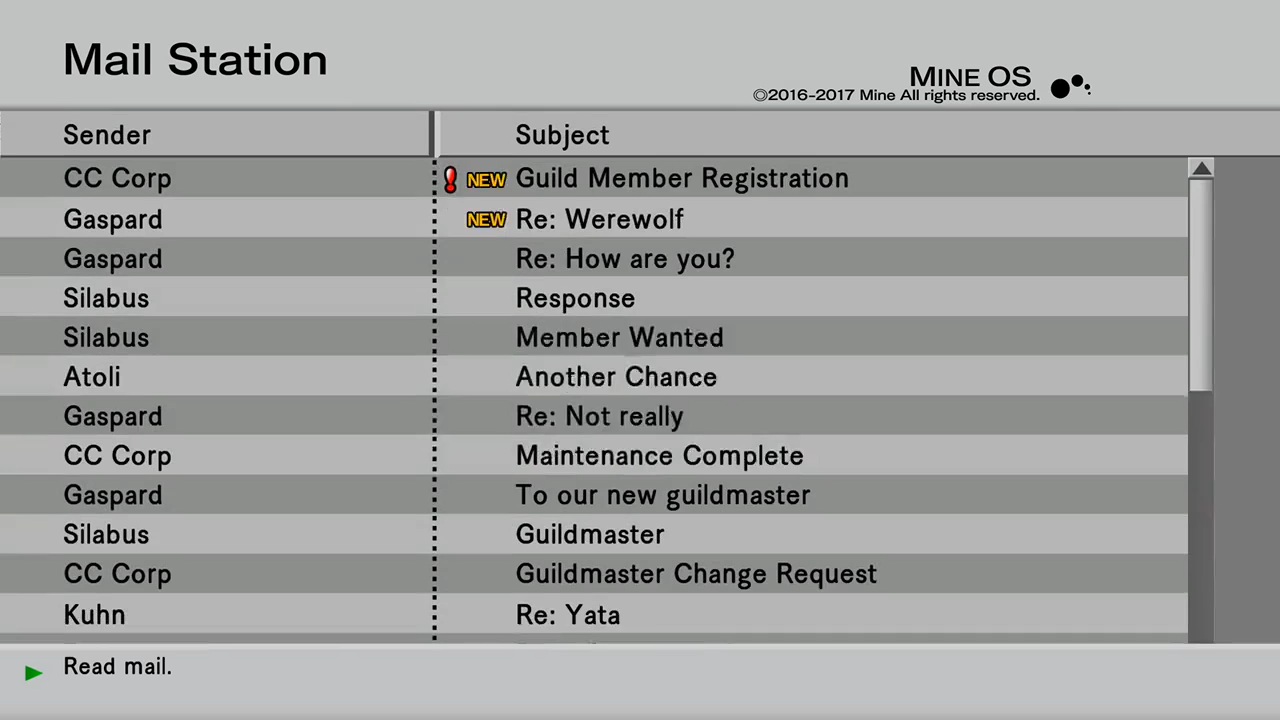 Mail Station
MINE OS
©2016-2017 Mine All rights reserved.
Sender Subject
CC Corp NEW Guild Member Registration
Gaspard NEW Re: Werewolf
Gaspard Re: How are you?
Silabus Response
Silabus Member Wanted
Atoli Another Chance
Gaspard Re: Not really
CC Corp Maintenance Complete
Gaspard To our new guildmaster
Silabus Guildmaster
CC Corp Guildmaster Change Request
Kuhn Re: Yata
Read mail.